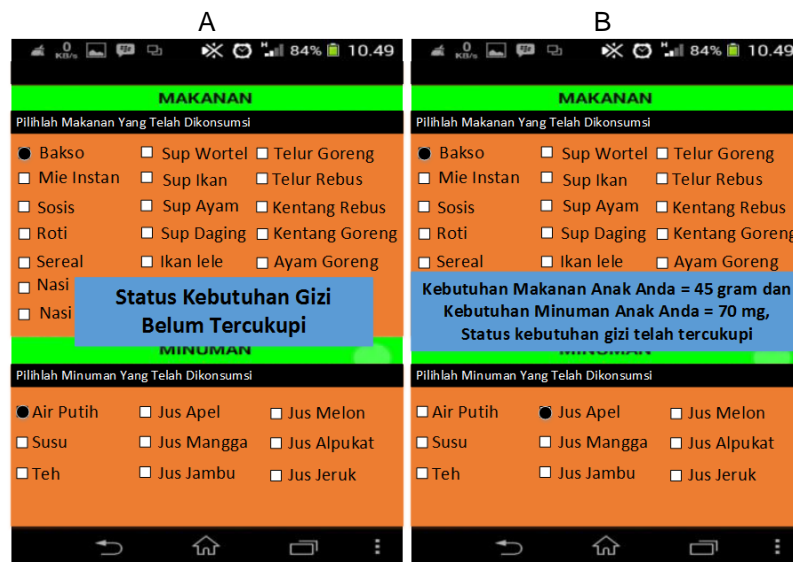 A
B
0
KB/s
H
84%
10.49
0
KB/s
H
84%
10.49
MAKANAN
Pilihlah Makanan Yang Telah Dikonsumsi
Bakso
Sup Wortel
Telur Goreng
Mie Instan
Sup Ikan
Telur Rebus
Sosis
Sup Ayam
Kentang Rebus
Roti
Sup Daging
Kentang Goreng
Sereal
Ikan lele
Ayam Goreng
Nasi
Nasi
Status Kebutuhan Gizi
Belum Tercukupi
MINUMAN
Pilihlah Minuman Yang Telah Dikonsumsi
Air Putih
Jus Apel
Jus Melon
Susu
Jus Mangga
Jus Alpukat
Teh
Jus Jambu
Jus Jeruk
MAKANAN
Pilihlah Makanan Yang Telah Dikonsumsi
Bakso
Sup Wortel
Telur Goreng
Mie Instan
Sup Ikan
Telur Rebus
Sosis
Sup Ayam
Kentang Rebus
Roti
Sup Daging
Kentang Goreng
Sereal
Ikan lele
Ayam Goreng
Kebutuhan Makanan Anak Anda = 45 gram dan
Kebutuhan Minuman Anak Anda = 70 mg,
Status kebutuhan gizi telah tercukupi
MINUMAN
Pilihlah Minuman Yang Telah Dikonsumsi
Air Putih
Jus Apel
Jus Melon
Susu
Jus Mangga
Jus Alpukat
Teh
Jus Jambu
Jus Jeruk